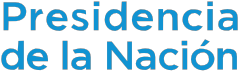 Presidencia
de la Nación